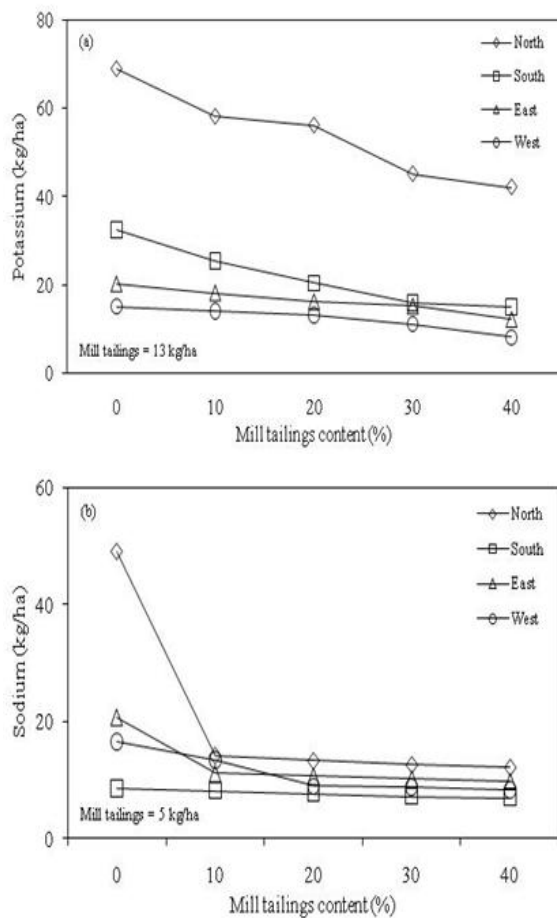 80
(a)
North
60
South
East
West
40
20
0
Potassium (kg/ha)
Mill tailings = 13 kg/ha
0 10 20 30 40
Mill tailings content (%)
60
(b)
North
South
40
East
West
20
0
Sodium (kg/ha)
Mill tailings = 5 kg/ha
0 10 20 30 40
Mill tailings content (%)